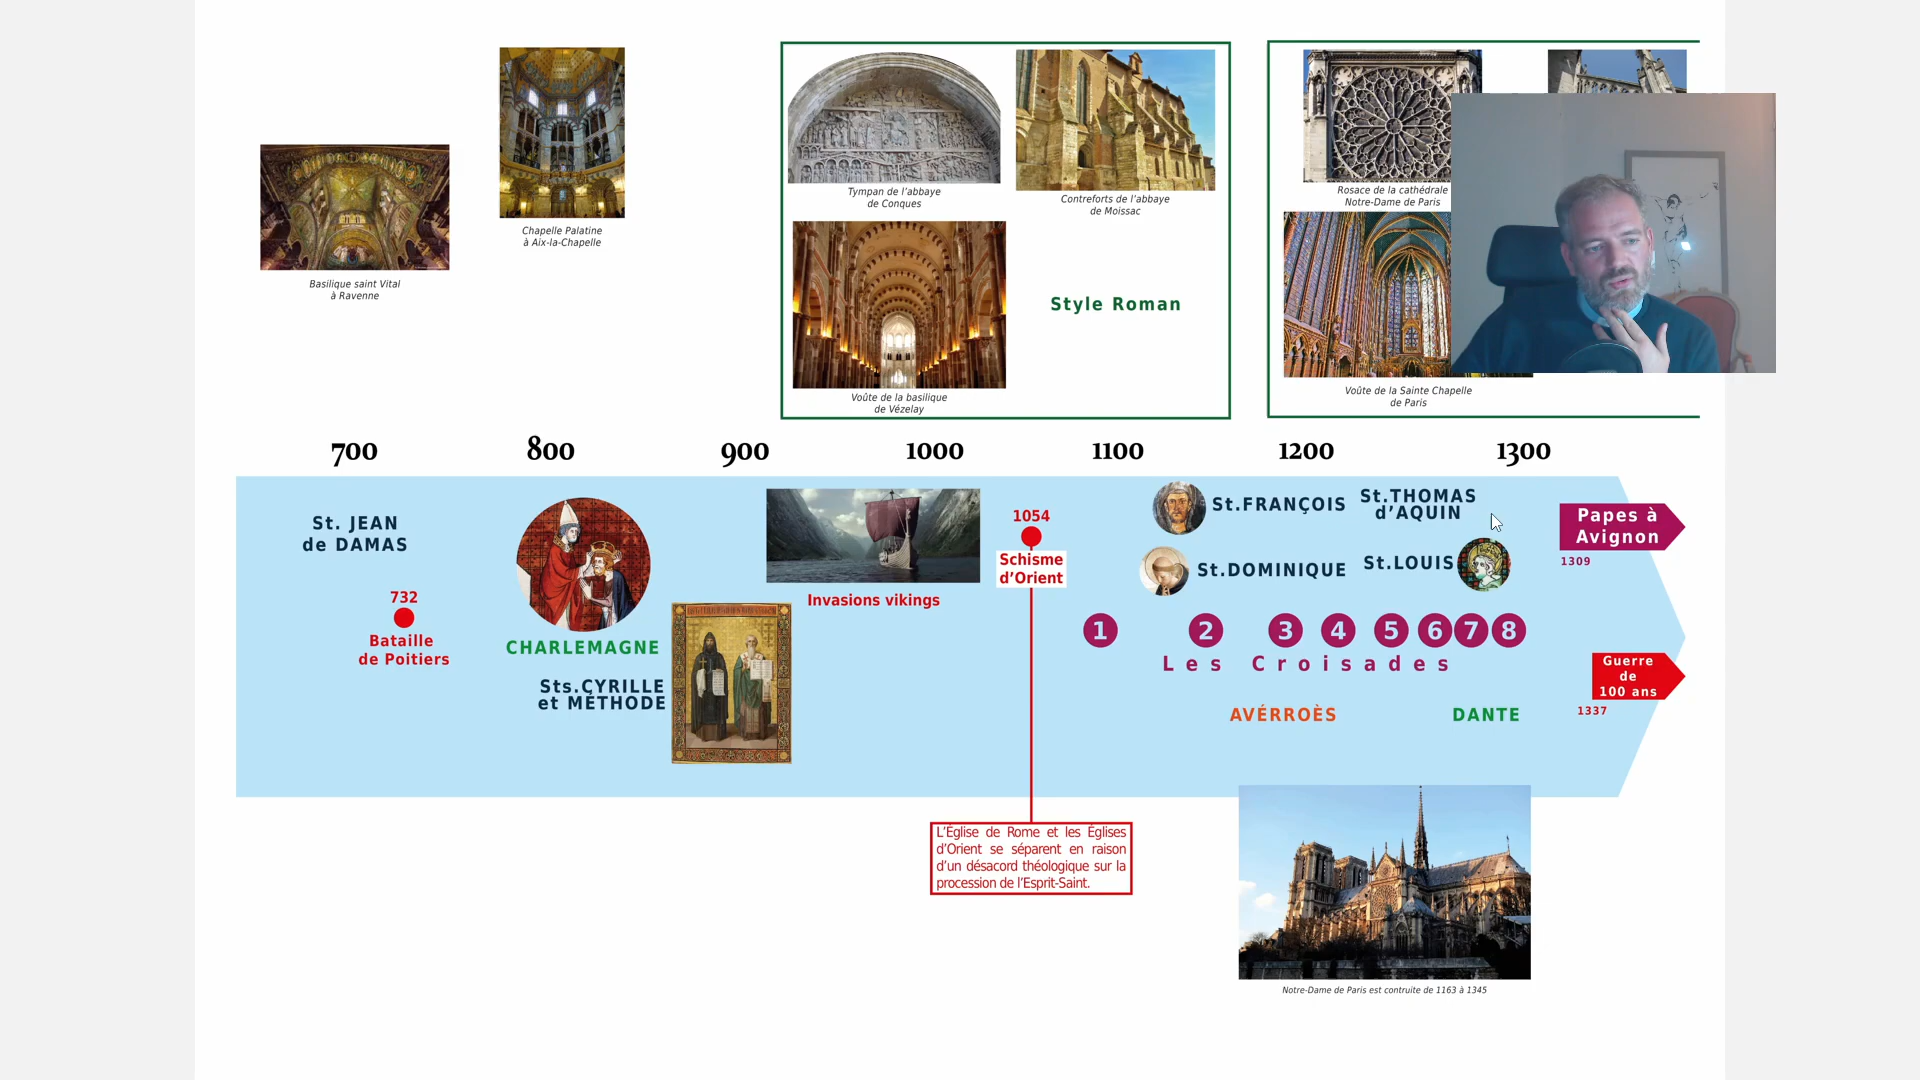 Basilique saint Vital
à Ravenne
Chapelle Palatine
à Aix-la-Chapelle
Tympan de l'abbaye
de Conques
Contreforts de l'abbaye
de Moissac
Voûte de la basilique
de Vézelay
Style Roman
Rosace de la cathédrale
Notre-Dame de Paris
Voûte de la Sainte Chapelle
de Paris
700
800
900
1000
1100
1200
1300
St. JEAN
de DAMAS
732
Bataille
de Poitiers
CHARLEMAGNE
Sts.CYRILLE
et MÉTHODE
Invasions vikings
1054
Schisme
d'Orient
St.FRANÇOIS
St.THOMAS
d'AQUIN
St.DOMINIQUE
St.LOUIS
1
2
3
4
5
6
7
8
Les Croisades
AVÉRROÈS
DANTE
Papes à
Avignon
1309
Guerre
de
100 ans
1337
L'Église de Rome et les Églises
d'Orient se séparent en raison
d'un désacord théologique sur la
procession de l'Esprit-Saint.
Notre-Dame de Paris est contruite de 1163 à 1345